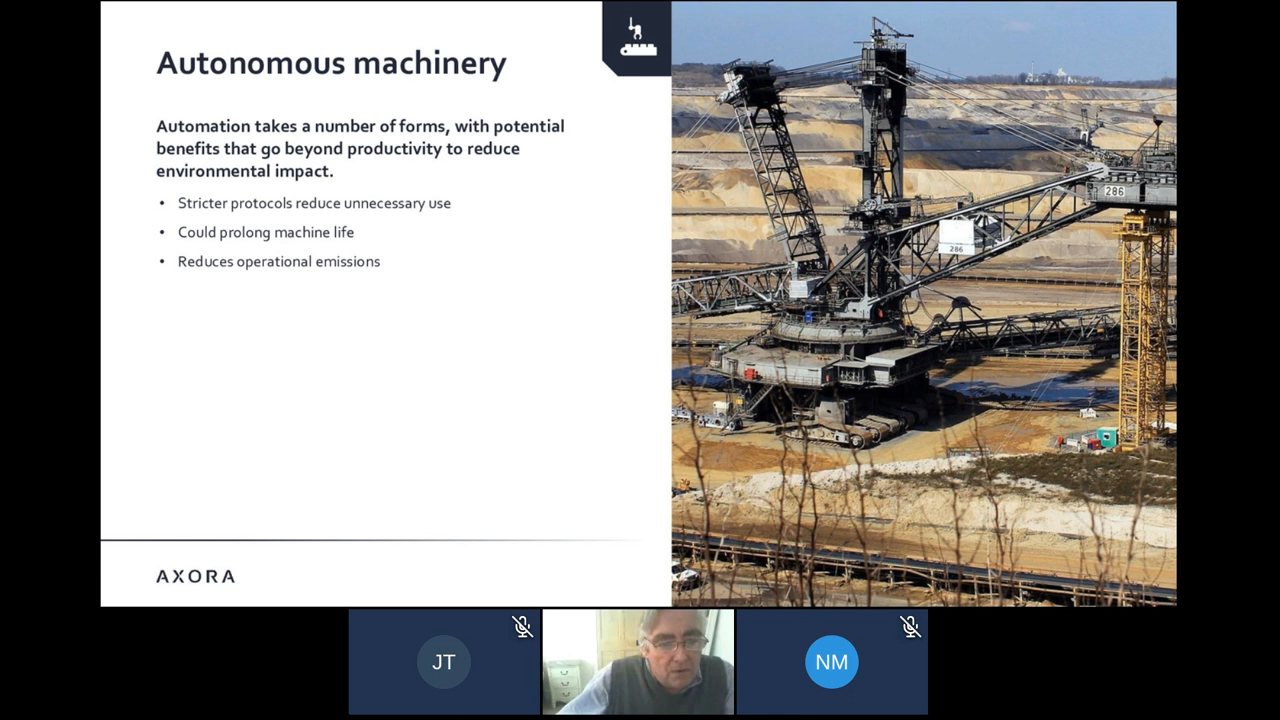 Autonomous machinery
Automation takes a number of forms, with potential
benefits that go beyond productivity to reduce
environmental impact.
• Stricter protocols reduce unnecessary use
• Could prolong machine life
• Reduces operational emissions
286
286
AXORA
JT
NM